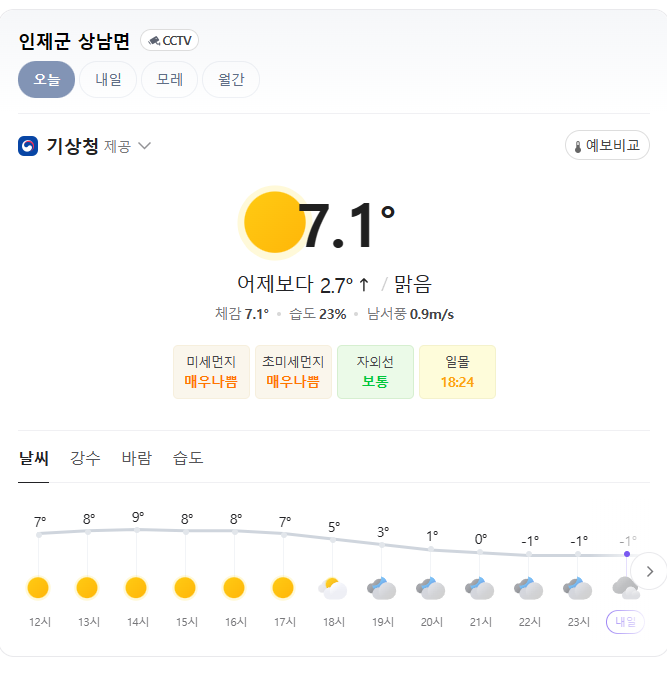 인제군 상남면 CCTV
오늘 내일 모레 월간
기상청 제공 예보비교
7.1°
어제보다 2.7° ↑ / 맑음
체감 7.1° • 습도 23% • 남서풍 0.9m/s
미세먼지 초미세먼지 자외선 일몰
매우나쁨 매우나쁨 보통 18:24
날씨 강수 바람 습도
7° 8° 9° 8° 8° 7° 5° 3° 1° 0° -1° -1° -1°
12시 13시 14시 15시 16시 17시 18시 19시 20시 21시 22시 23시 내일